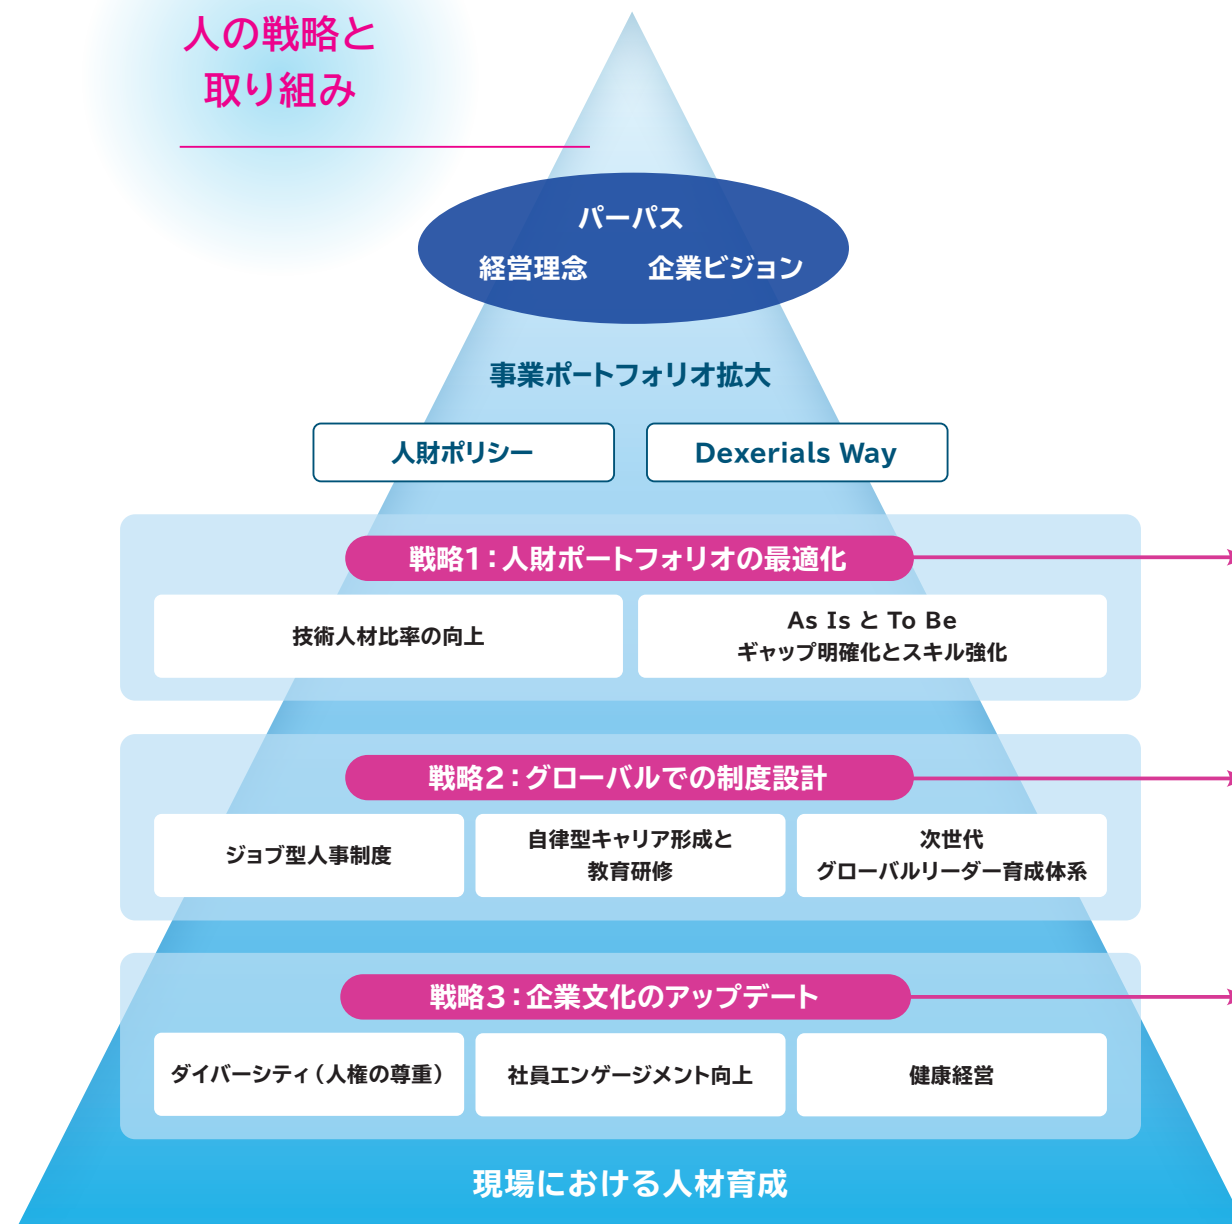 人の戦略と
取り組み
パーパス
経営理念　企業ビジョン
事業ポートフォリオ拡大
人財ポリシー
Dexerials Way
戦略1：人財ポートフォリオの最適化
技術人材比率の向上
As Is と To Be
ギャップ明確化とスキル強化
戦略2：グローバルでの制度設計
ジョブ型人事制度
自律型キャリア形成と
教育研修
次世代
グローバルリーダー育成体系
戦略3：企業文化のアップデート
ダイバーシティ（人権の尊重）
社員エンゲージメント向上
健康経営
現場における人材育成